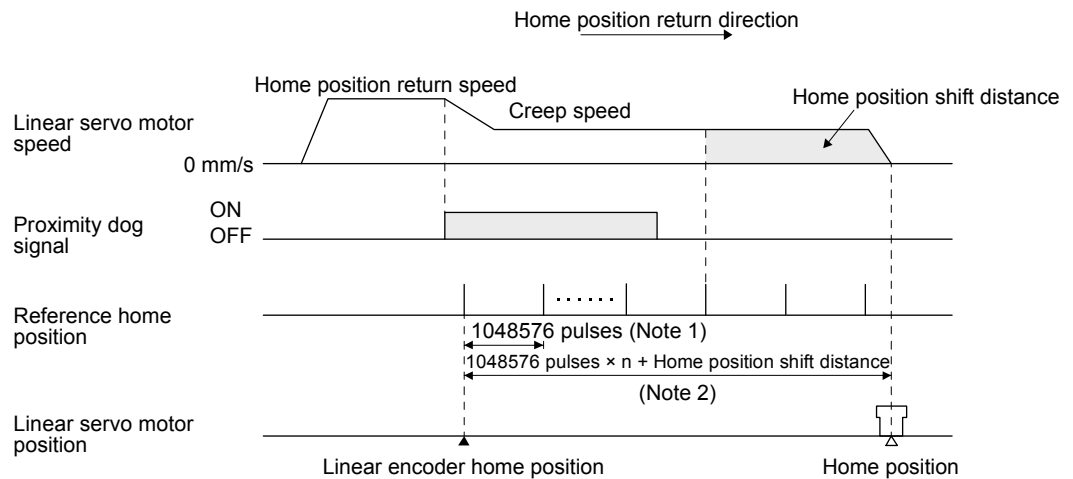 Home position return direction
Home position return speed
Creep speed
Home position shift distance
Linear servo motor
speed
0 mm/s
Proximity dog
signal
ON
OFF
Reference home
position
1048576 pulses (Note 1)
1048576 pulses × n + Home position shift distance
(Note 2)
Linear servo motor
position
Linear encoder home position
Home position